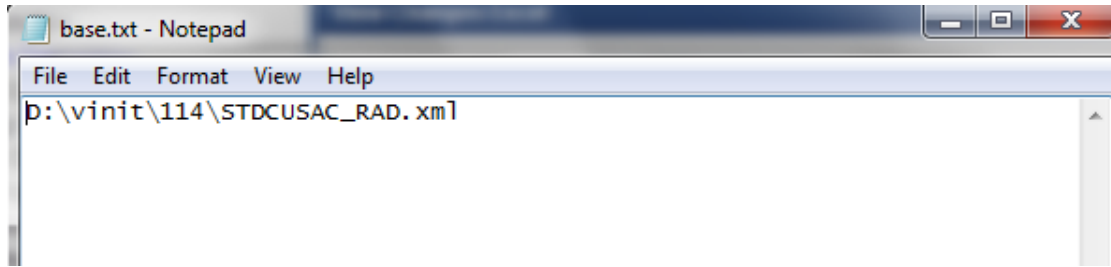 base.txt - Notepad
File Edit Format View Help
D:\vinit\114\STDCUSAC_RAD.xml